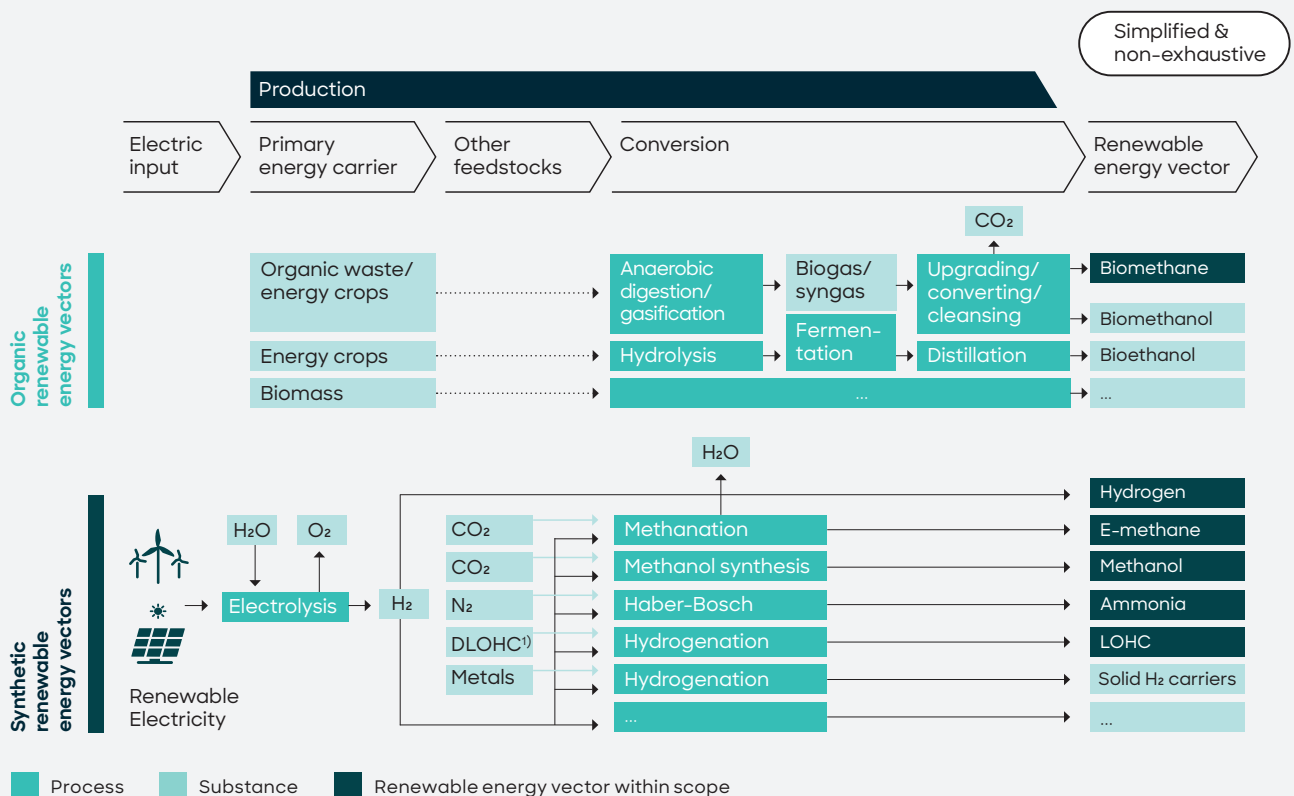 Simplified &
non-exhaustive
Production
Electric
input
Primary
energy carrier
Other
feedstocks
Conversion
Renewable
energy vector
Organic
renewable
energy vectors
CO₂
Organic waste/
energy crops
Anaerobic
digestion/
gasification
Biogas/
syngas
Upgrading/
converting/
cleansing
Biomethane
Biomethanol
Energy crops
Hydrolysis
Fermen-
tation
Distillation
Bioethanol
Biomass
...
...
Synthetic
renewable
energy vectors
H₂O
Hydrogen
H₂O
O₂
CO₂
Methanation
E-methane
CO₂
Methanol synthesis
Methanol
Electrolysis
H₂
N₂
Haber-Bosch
Ammonia
DLOHC¹⁾
Hydrogenation
LOHC
Metals
Hydrogenation
Solid H₂ carriers
Renewable
Electricity
...
...
Process
Substance
Renewable energy vector within scope